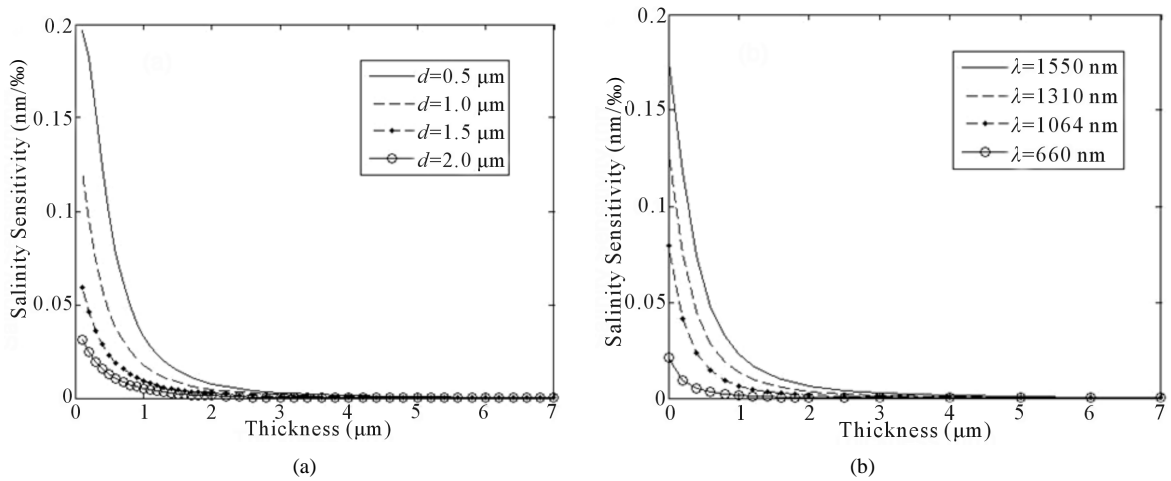 0.2
0.15
0.1
0.05
0
0 1 2 3 4 5 6 7
Salinity Sensitivity (nm/‰)
Thickness (μm)
(a)
d=0.5 μm
d=1.0 μm
d=1.5 μm
d=2.0 μm
(a)
0.2
0.15
0.1
0.05
0
0 1 2 3 4 5 6 7
Salinity Sensitivity (nm/‰)
Thickness (μm)
(b)
λ=1550 nm
λ=1310 nm
λ=1064 nm
λ=660 nm
(b)